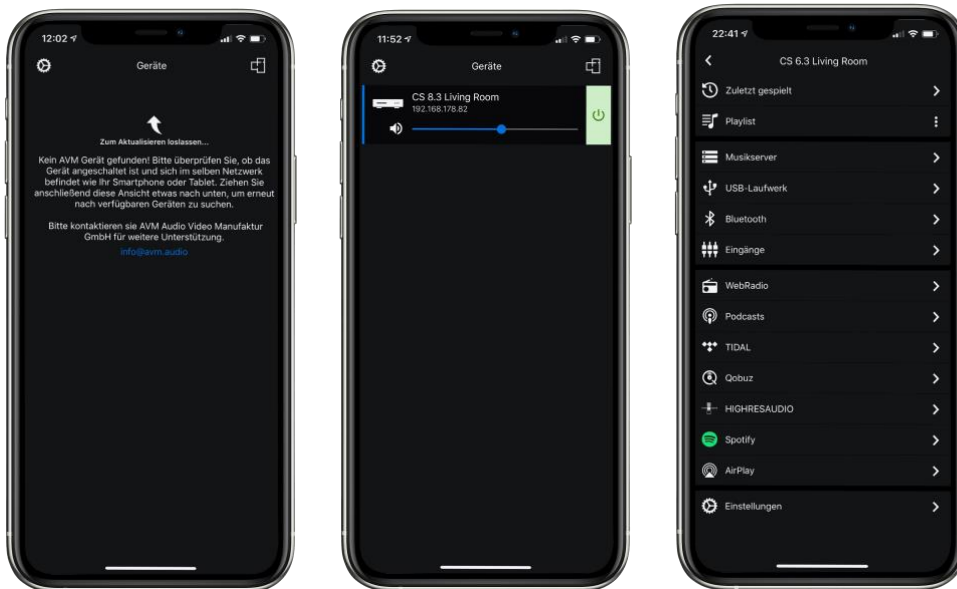 12:02
Geräte
Zum Aktualisieren loslassen...
Kein AVM Gerät gefunden! Bitte überprüfen Sie, ob das
Gerät angeschaltet ist und sich im selben Netzwerk
befindet wie Ihr Smartphone oder Tablet. Ziehen Sie
anschließend diese Ansicht etwas nach unten, um erneut
nach verfügbaren Geräten zu suchen.
Bitte kontaktieren sie AVM Audio Video Manufaktur
GmbH für weitere Unterstützung.
info@avm.audio
11:52
Geräte
CS 8.3 Living Room
192.168.178.82
22:41
CS 6.3 Living Room
Zuletzt gespielt
Playlist
Musikserver
USB-Laufwerk
Bluetooth
Eingänge
WebRadio
Podcasts
TIDAL
Qobuz
HIGHRESAUDIO
Spotify
AirPlay
Einstellungen